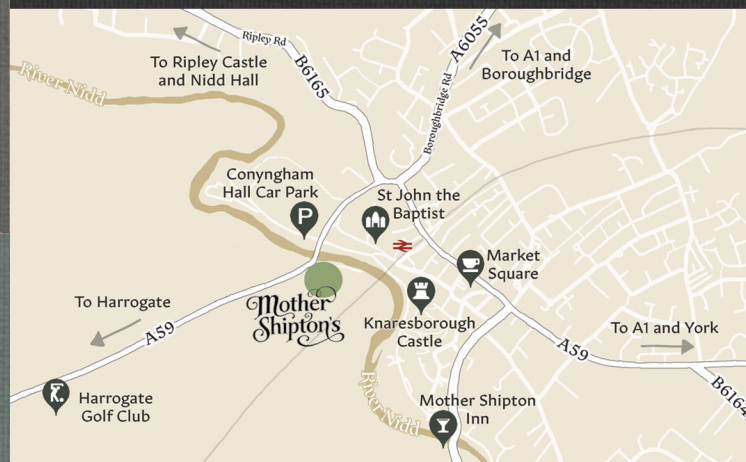 Ripley Rd
A6055
To Ripley Castle
and Nidd Hall
B6165
To A1 and
Boroughbridge
River Nidd
Boroughbridge Rd
Conyngham
Hall Car Park
P
St John the
Baptist
Market
Square
To Harrogate
Mother
Shipton's
Knaresborough
Castle
A59
To A1 and York
A59
Harrogate
Golf Club
River Nidd
Mother Shipton
Inn
B6164